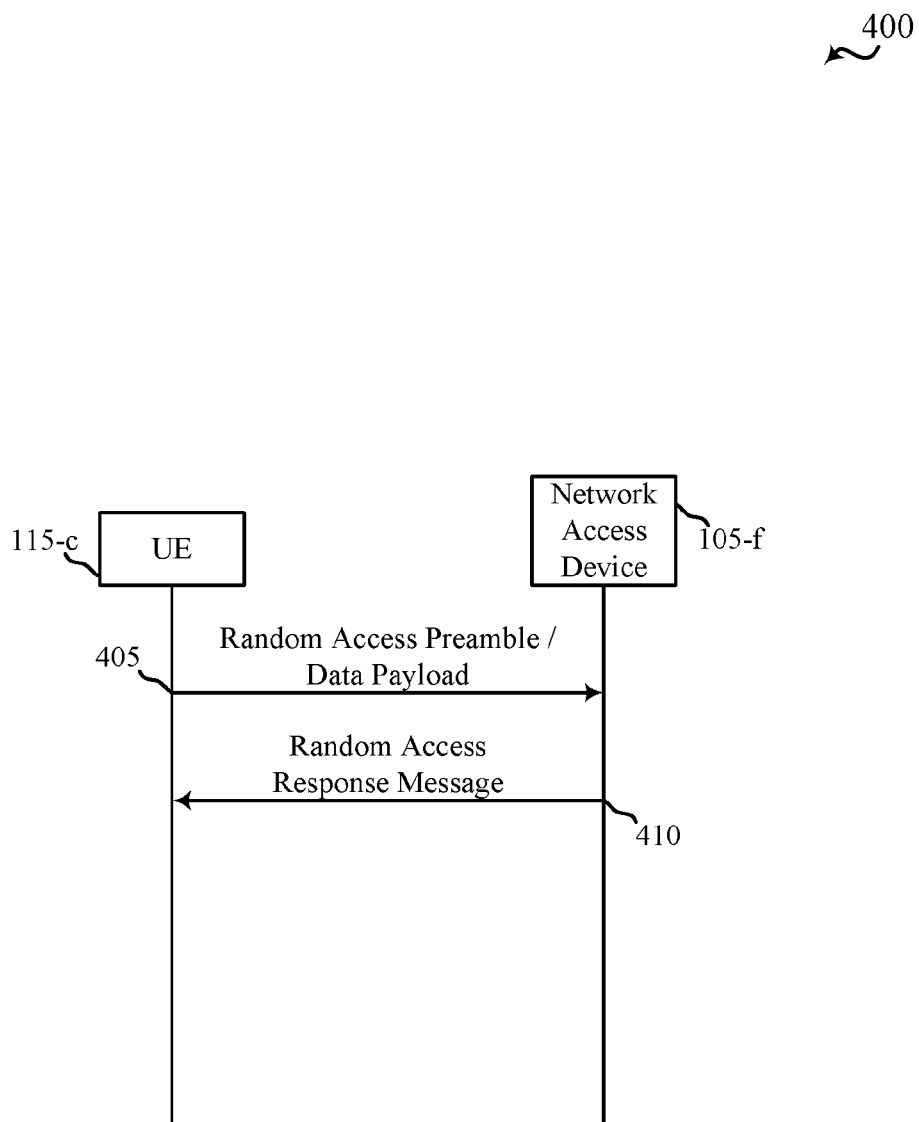 400
Network
Access
Device
115-c
UE
105-f
Random Access Preamble /
Data Payload
405
Random Access
Response Message
410